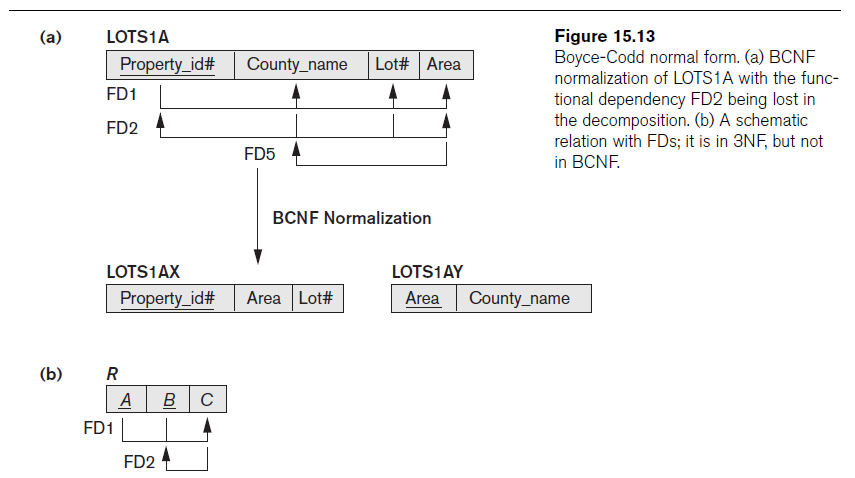 (a) LOTS1A
Property_id# County_name Lot# Area
FD1
FD2
FD5
BCNF Normalization
LOTS1AX LOTS1AY
Property_id# Area Lot# Area County_name
(b) R
A B C
FD1
FD2
Figure 15.13
Boyce-Codd normal form. (a) BCNF
normalization of LOTS1A with the func-
tional dependency FD2 being lost in
the decomposition. (b) A schematic
relation with FDs; it is in 3NF, but not
in BCNF.